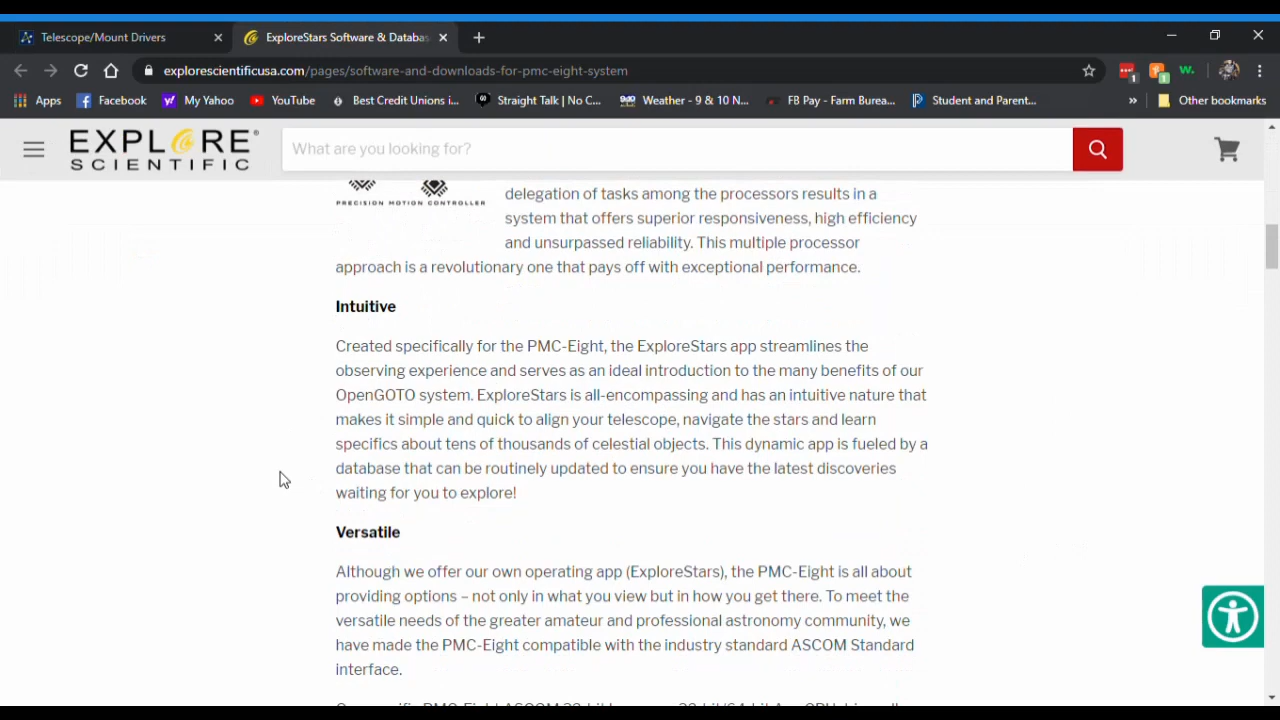 Telescope/Mount Drivers
ExploreStars Software & Databas
explorescientificusa.com/pages/software-and-downloads-for-pmc-eight-system
Apps
Facebook
My Yahoo
YouTube
Best Credit Unions i...
Straight Talk | No C...
Weather - 9 & 10 N...
FB Pay - Farm Burea...
Student and Parent...
Other bookmarks
EXPLORE®
SCIENTIFIC
What are you looking for?
PRECISION MOTION CONTROLLER
delegation of tasks among the processors results in a
system that offers superior responsiveness, high efficiency
and unsurpassed reliability. This multiple processor
approach is a revolutionary one that pays off with exceptional performance.
Intuitive
Created specifically for the PMC-Eight, the ExploreStars app streamlines the
observing experience and serves as an ideal introduction to the many benefits of our
OpenGOTO system. ExploreStars is all-encompassing and has an intuitive nature that
makes it simple and quick to align your telescope, navigate the stars and learn
specifics about tens of thousands of celestial objects. This dynamic app is fueled by a
database that can be routinely updated to ensure you have the latest discoveries
waiting for you to explore!
Versatile
Although we offer our own operating app (ExploreStars), the PMC-Eight is all about
providing options – not only in what you view but in how you get there. To meet the
versatile needs of the greater amateur and professional astronomy community, we
have made the PMC-Eight compatible with the industry standard ASCOM Standard
interface.